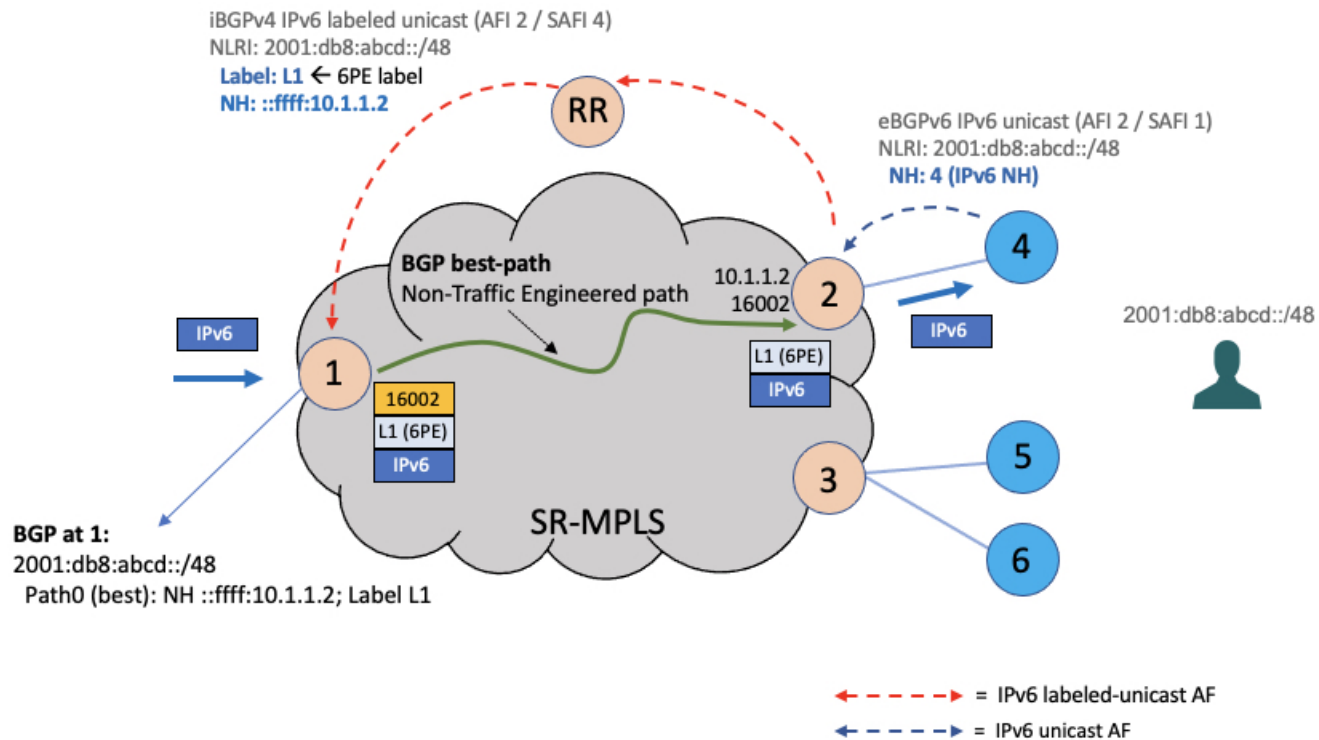 iBGPv4 IPv6 labeled unicast (AFI 2 / SAFI 4)
NLRI: 2001:db8:abcd::/48
Label: L1 ← 6PE label
NH: ::ffff:10.1.1.2
RR
eBGPv6 IPv6 unicast (AFI 2 / SAFI 1)
NLRI: 2001:db8:abcd::/48
NH: 4 (IPv6 NH)
4
BGP best-path
Non-Traffic Engineered path
10.1.1.2
16002
2
IPv6
IPv6
2001:db8:abcd::/48
1
L1 (6PE)
IPv6
16002
L1 (6PE)
IPv6
3
5
6
SR-MPLS
BGP at 1:
2001:db8:abcd::/48
Path0 (best): NH ::ffff:10.1.1.2; Label L1
= IPv6 labeled-unicast AF
= IPv6 unicast AF